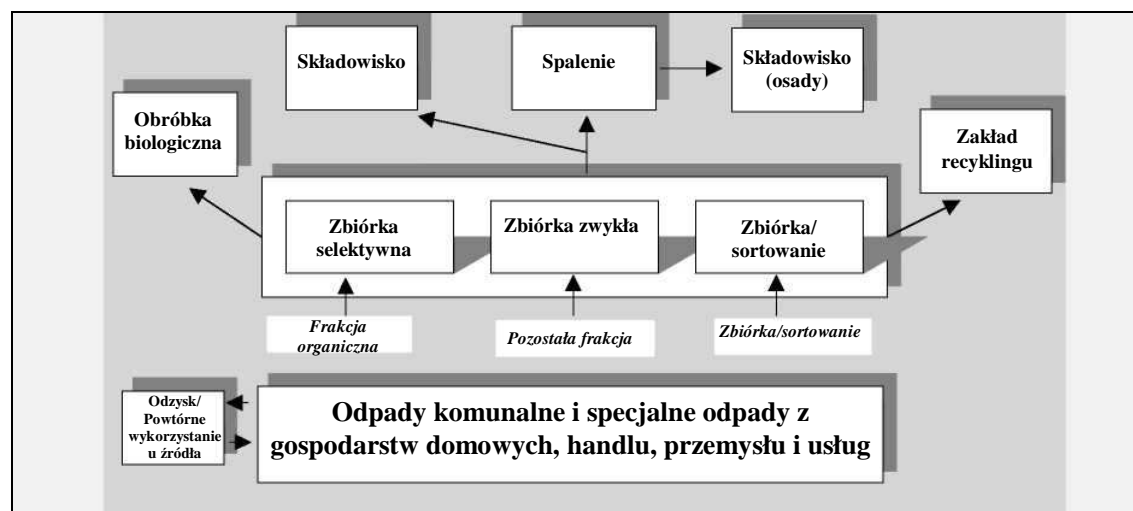 Składowisko
Spalenie
Składowisko
(osady)
Obróbka
biologiczna
Zakład
recyklingu
Zbiórka
selektywna
Zbiórka zwykła
Zbiórka/
sortowanie
Frakcja
organiczna
Pozostała frakcja
Zbiórka/sortowanie
Odzysk/
Powtórne
wykorzystanie
u źródła
Odpady komunalne i specjalne odpady z
gospodarstw domowych, handlu, przemysłu i usług